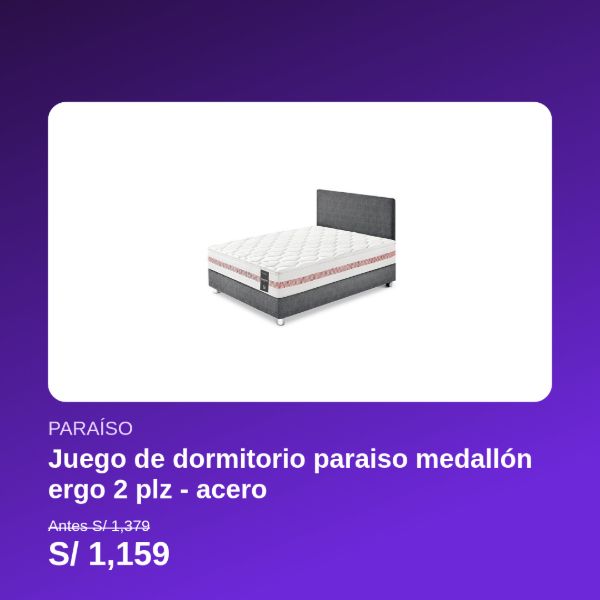 PARAÍSO
Juego de dormitorio paraiso medallón
ergo 2 plz - acero
Antes S/ 1,379
S/ 1,159